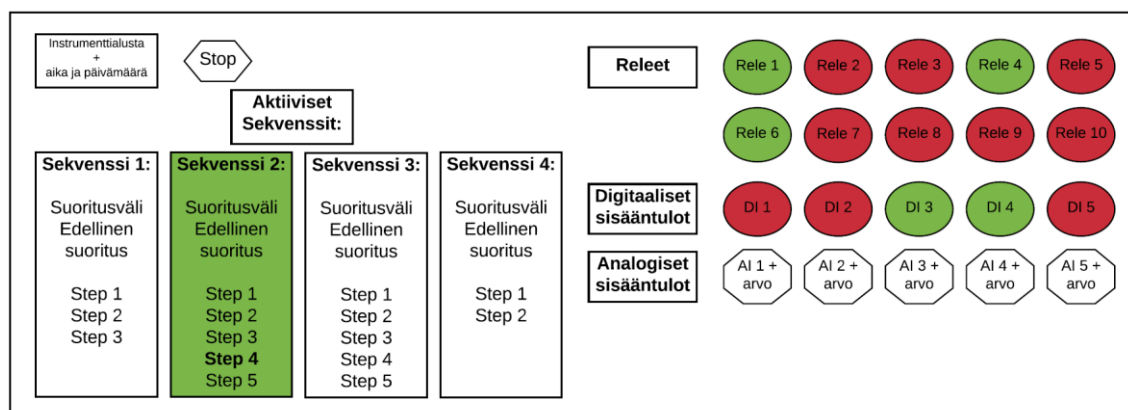 Instrumenttialusta
+
aika ja päivämäärä
Stop
Aktiiviset
Sekvenssit:
Sekvenssi 1:
Suoritusväli
Edellinen
suoritus
Step 1
Step 2
Step 3
Sekvenssi 2:
Suoritusväli
Edellinen
suoritus
Step 1
Step 2
Step 3
Step 4
Step 5
Sekvenssi 3:
Suoritusväli
Edellinen
suoritus
Step 1
Step 2
Step 3
Step 4
Step 5
Sekvenssi 4:
Suoritusväli
Edellinen
suoritus
Step 1
Step 2
Releet
Rele 1
Rele 2
Rele 3
Rele 4
Rele 5
Rele 6
Rele 7
Rele 8
Rele 9
Rele 10
Digitaaliset
sisääntulot
DI 1
DI 2
DI 3
DI 4
DI 5
Analogiset
sisääntulot
AI 1 +
arvo
AI 2 +
arvo
AI 3 +
arvo
AI 4 +
arvo
AI 5 +
arvo